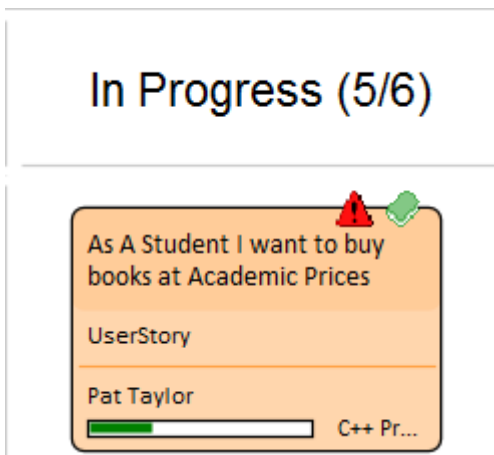 In Progress (5/6)
As A Student I want to buy
books at Academic Prices
UserStory
Pat Taylor
C++ Pr...